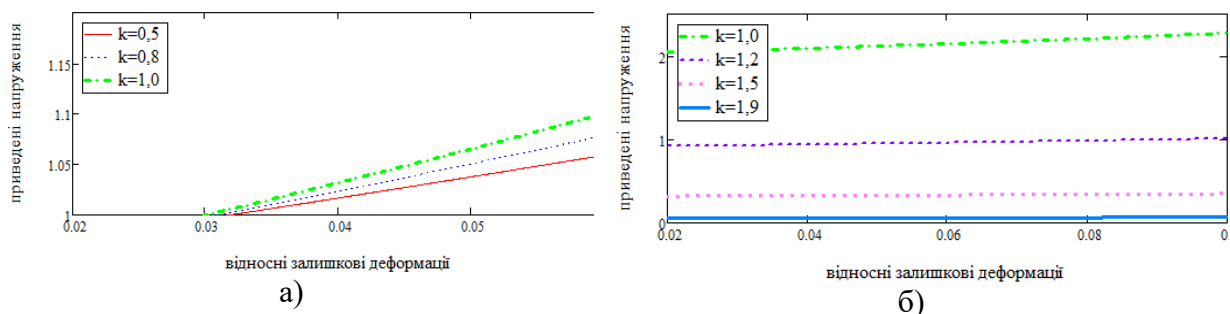 приведені напруження
k=0,5
k=0,8
k=1,0
1.15
1.1
1.05
1
0.02
0.03
0.04
0.05
відносні залишкові деформації
а)
приведені напруження
k=1,0
k=1,2
k=1,5
k=1,9
2
1
0
0.02
0.04
0.06
0.08
0.
відносні залишкові деформації
б)